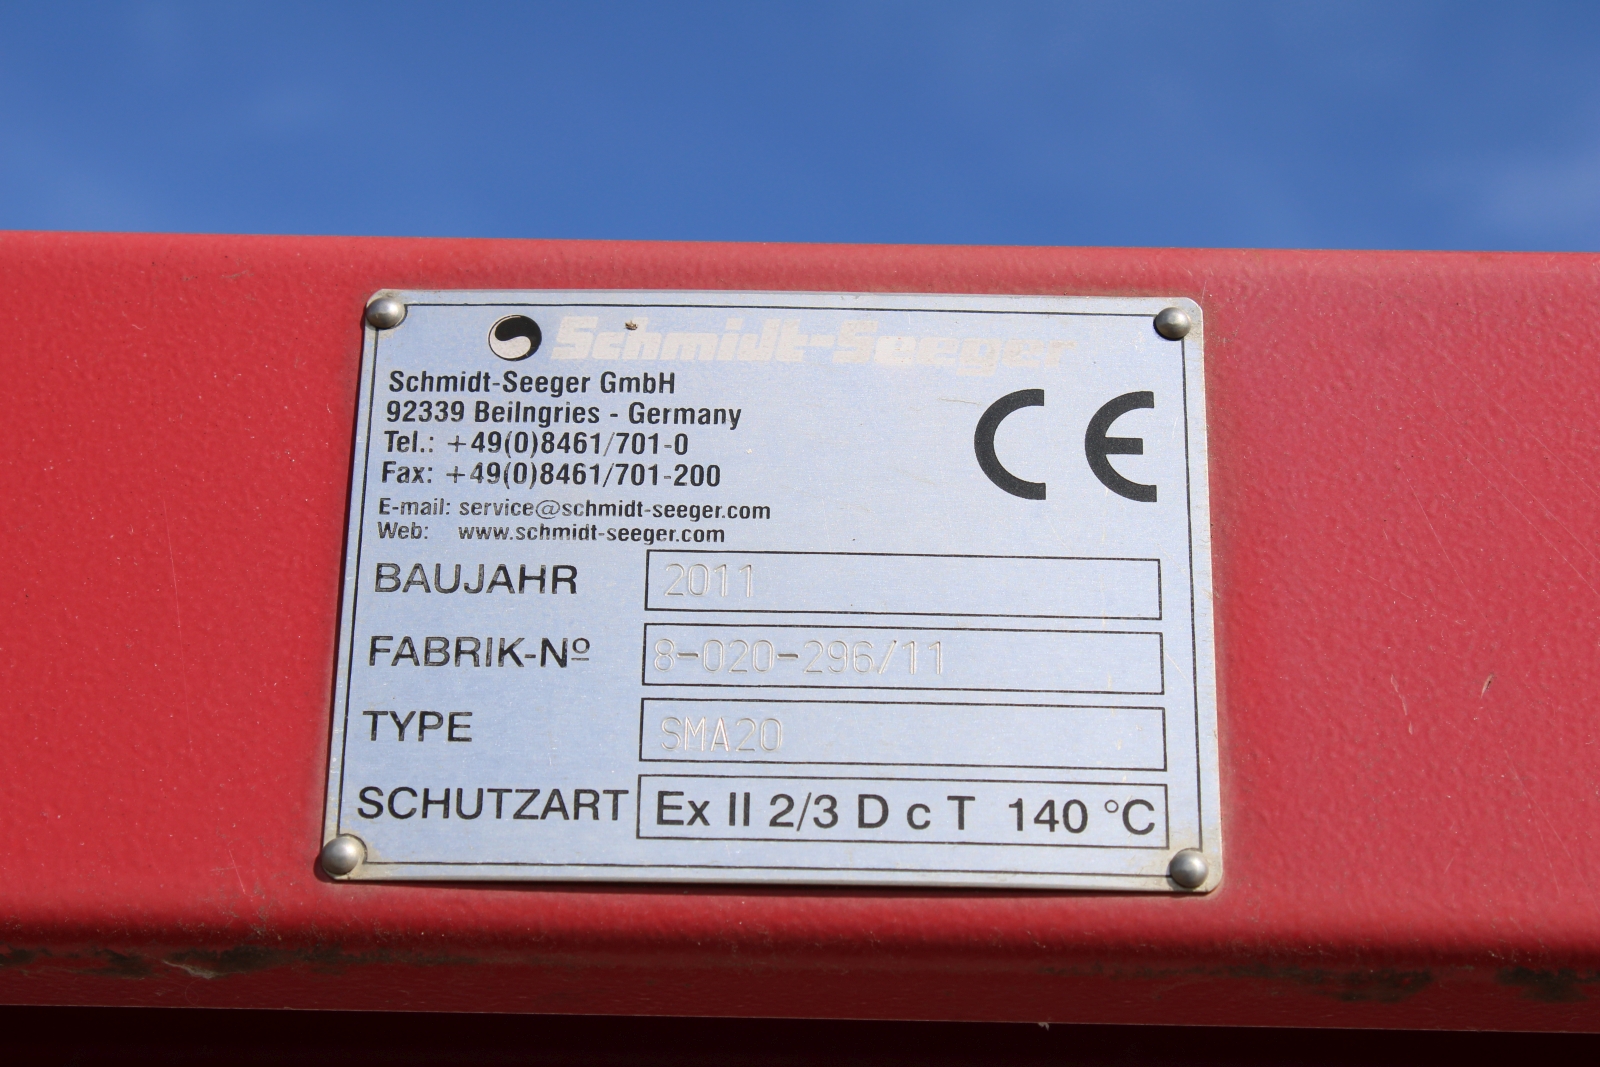 Schmidt-Seeger
Schmidt-Seeger GmbH
92339 Beilngries - Germany
Tel.: +49(0)8461/701-0
Fax: +49(0)8461/701-200
E-mail: service@schmidt-seeger.com
Web: www.schmidt-seeger.com
CE
BAUJAHR 2011
FABRIK-Nº 8-020-296/11
TYPE SMA20
SCHUTZART Ex II 2/3 D c T 140 °C